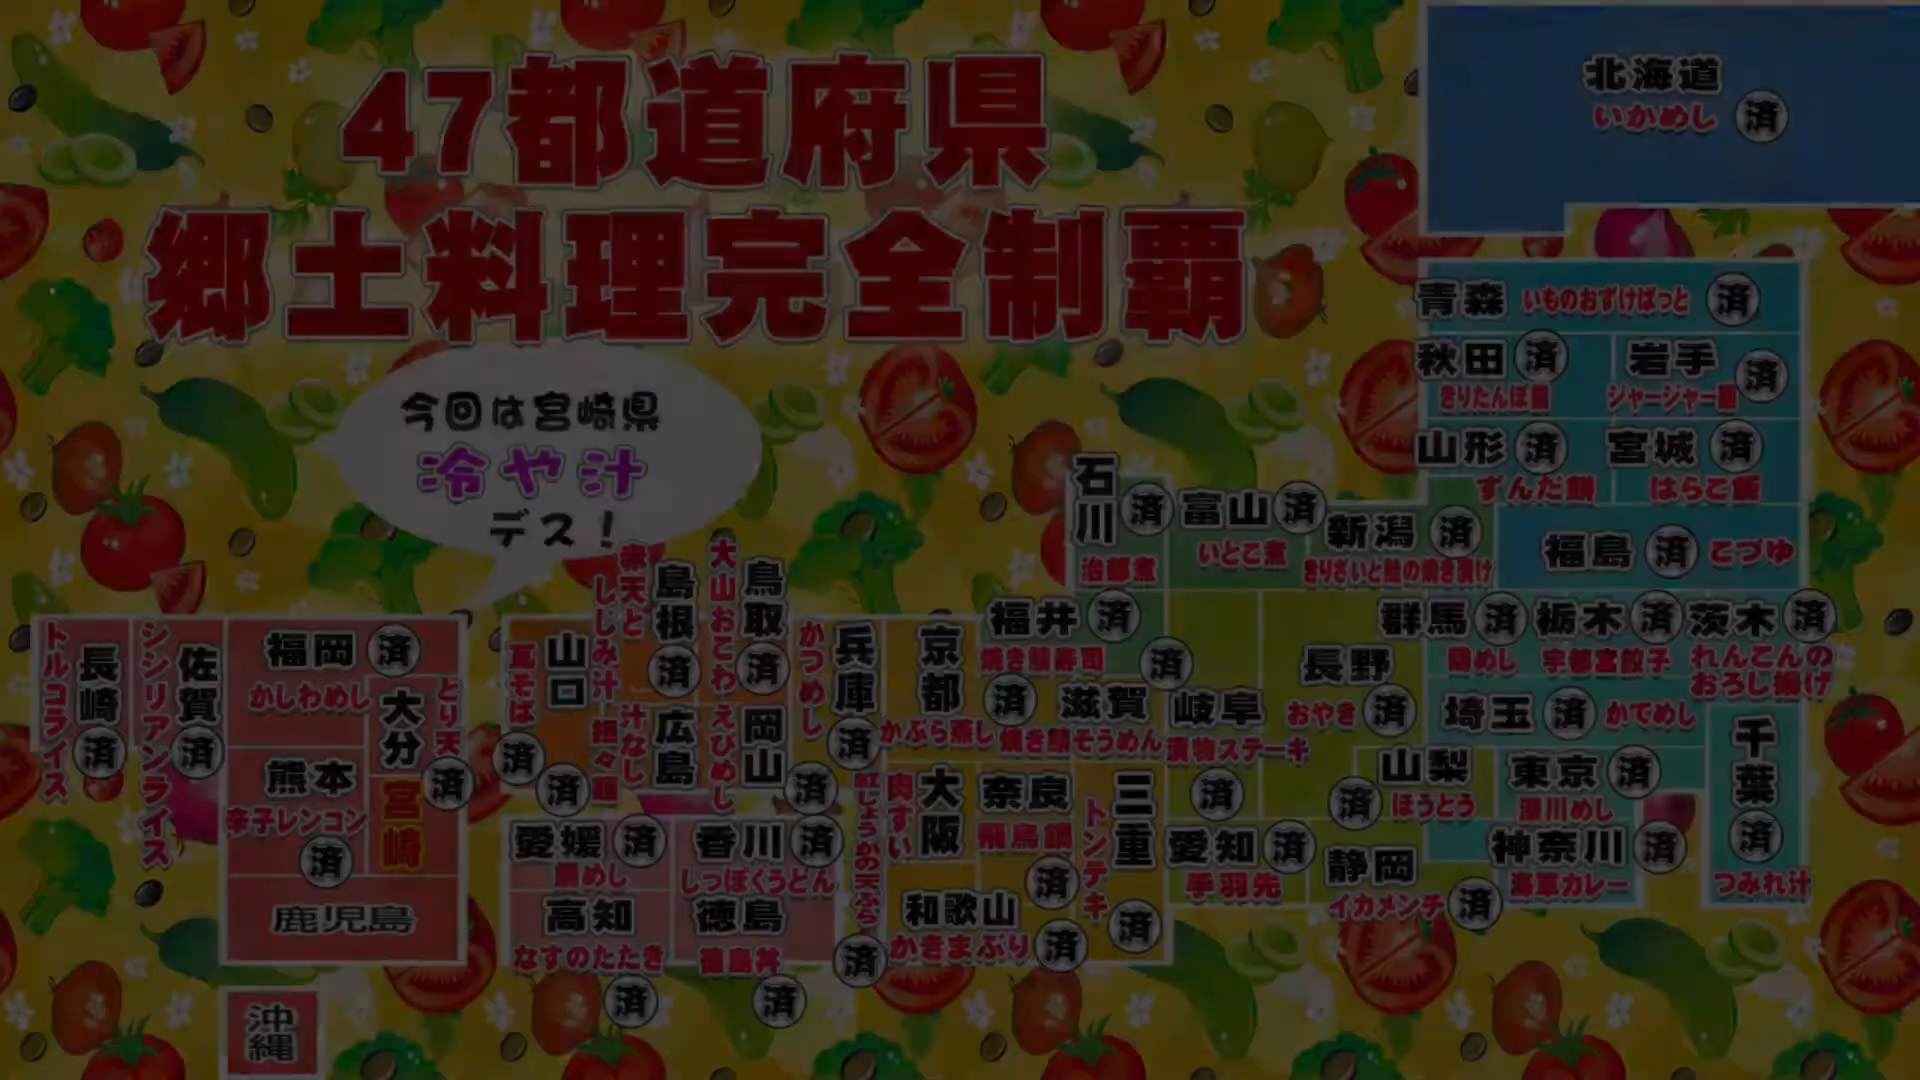 47都道府県
郷土料理完全制覇
今回は宮崎県
冷や汁
デス!
北海道
いかめし 済
青森 いものおずけばっと 済
秋田 済
きりたんぽ鍋
岩手 済
ジャージャー麺
山形 済
ずんだ餅
宮城 済
はらこ飯
福島 済 こづゆ
石川 済
治部煮
富山 済
いとこ煮
新潟 済
きりざいと鮭の焼き漬け
福井 済
焼き鯖寿司
群馬 済
鶏めし
栃木 済
宇都宮餃子
茨木 済
れんこんの
おろし揚げ
長野
おやき 済
埼玉 済 かてめし
千葉 済
つみれ汁
山梨
済 ほうとう
東京 済
深川めし
神奈川 済
海軍カレー
静岡
イカメンチ 済
岐阜
漬物ステーキ
済
愛知 済
手羽先
滋賀 済
焼き鯖そうめん
京都 済
かぶら蒸し
三重
トンテキ
済
奈良
飛鳥鍋
済
大阪
肉すい
紅しょうがの天ぷら
済
和歌山
かきまぶり 済
兵庫
かつめし
済
鳥取
大山おこわ
済
島根
赤天と
しじみ汁
済
岡山
えびめし
済
広島
汁なし
担々麺
済
山口
瓦そば
済
愛媛 済
鯛めし
香川 済
しっぽくうどん
高知
なすのたたき
済
徳島
徳島丼
済
福岡 済
かしわめし
佐賀
シシリアンライス
済
長崎
トルコライス
済
大分
とり天
済
熊本
辛子レンコン
済
宮崎
鹿児島
沖縄